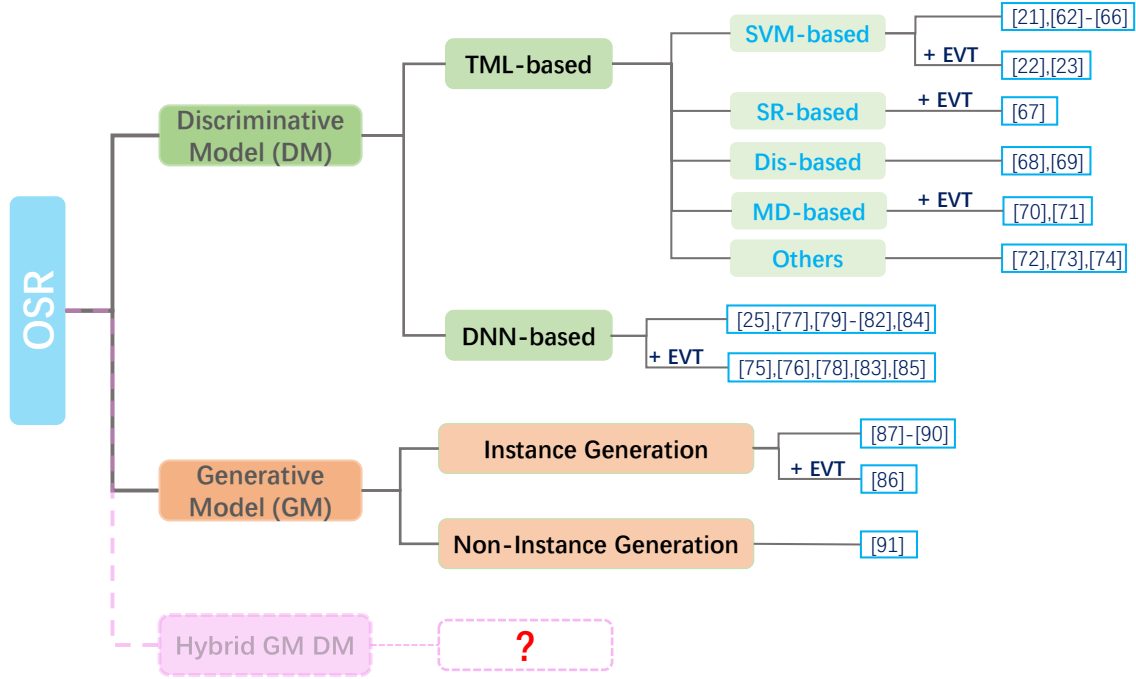 OSR
Discriminative
Model (DM)
TML-based
SVM-based
[21],[62]-[66]
+ EVT
[22],[23]
SR-based
+ EVT
[67]
Dis-based
[68],[69]
MD-based
+ EVT
[70],[71]
Others
[72],[73],[74]
DNN-based
[25],[77],[79]-[82],[84]
+ EVT
[75],[76],[78],[83],[85]
Generative
Model (GM)
Instance Generation
[87]-[90]
+ EVT
[86]
Non-Instance Generation
[91]
Hybrid GM DM
?